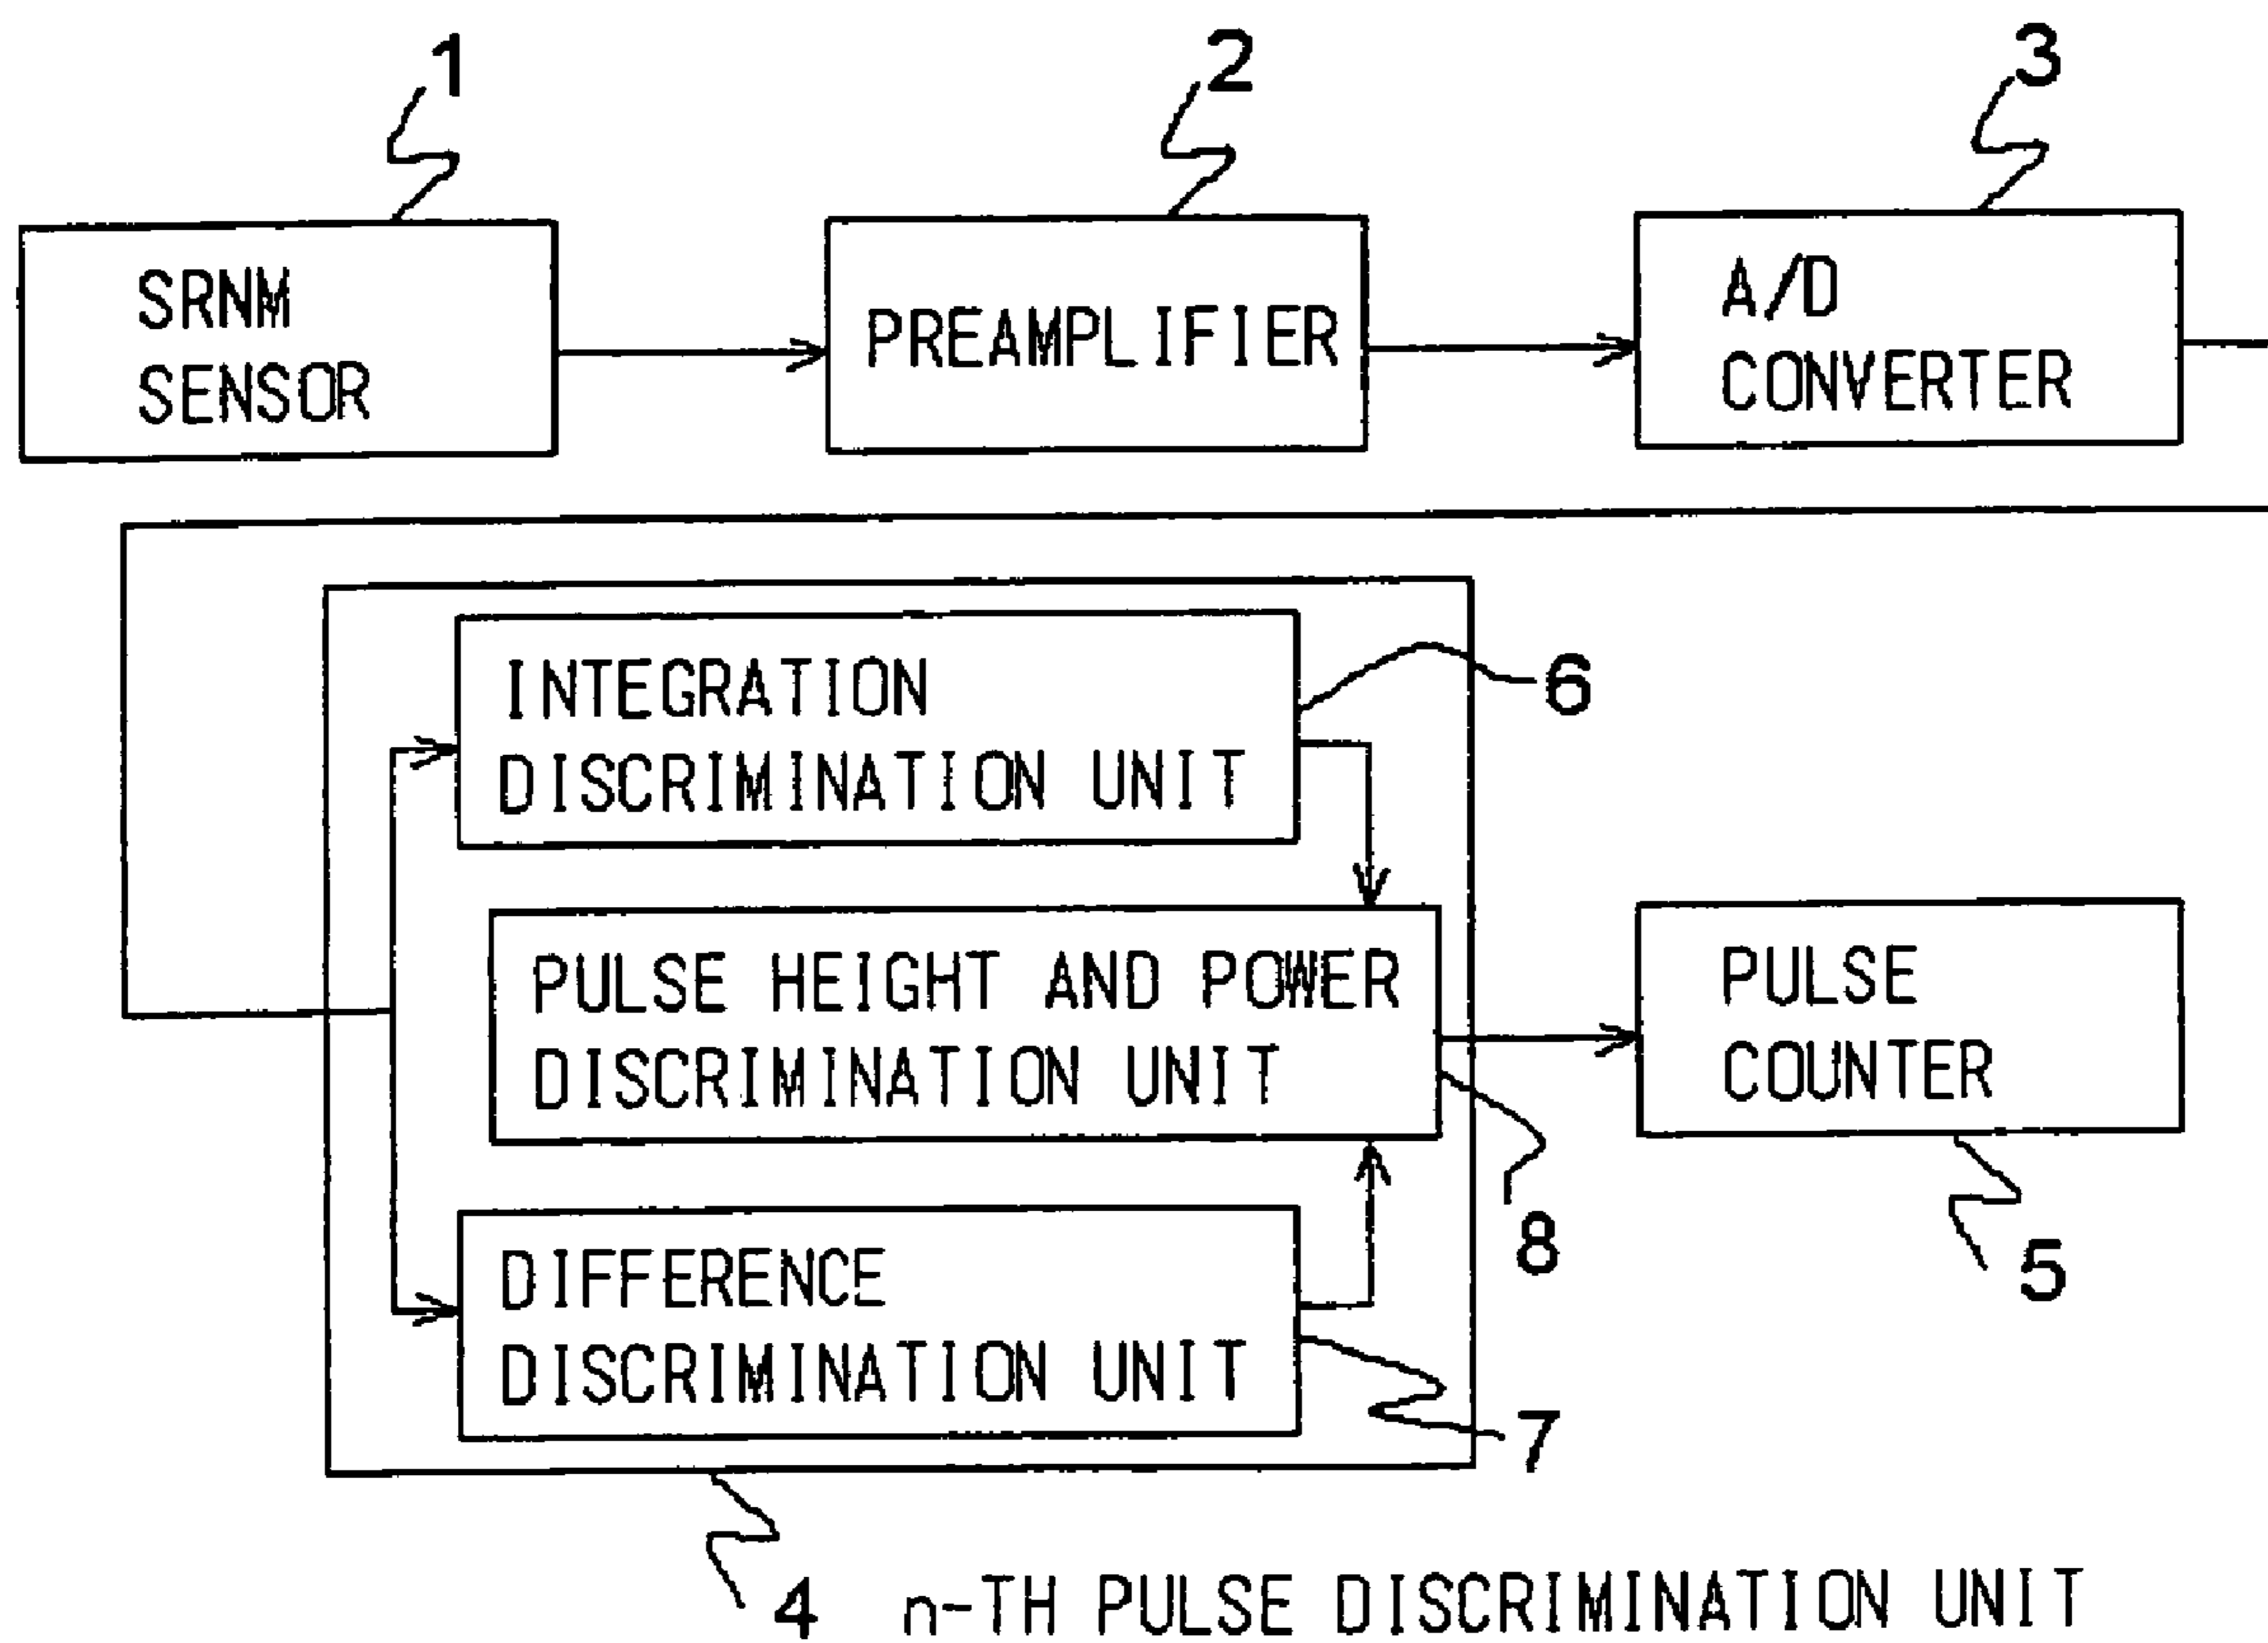 1
2
3
SRNM
SENSOR
PREAMPLIFIER
A/D
CONVERTER
INTEGRATION
DISCRIMINATION UNIT
6
PULSE HEIGHT AND POWER
DISCRIMINATION UNIT
PULSE
COUNTER
8
5
DIFFERENCE
DISCRIMINATION UNIT
7
4 n-TH PULSE DISCRIMINATION UNIT